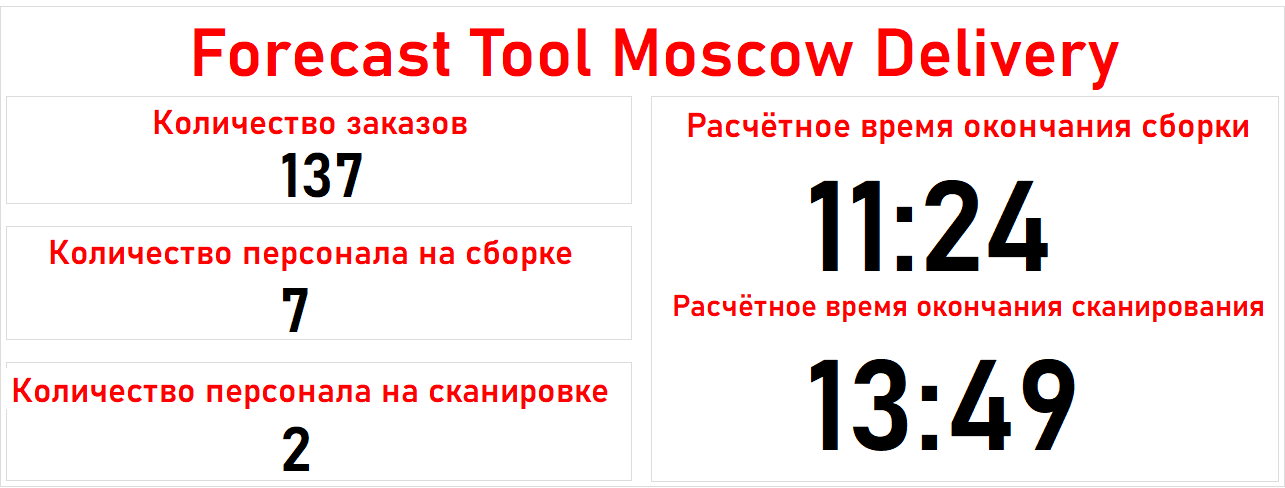 Forecast Tool Moscow Delivery
Количество заказов
137
Количество персонала на сборке
7
Количество персонала на сканировке
2
Расчётное время окончания сборки
11:24
Расчётное время окончания сканирования
13:49